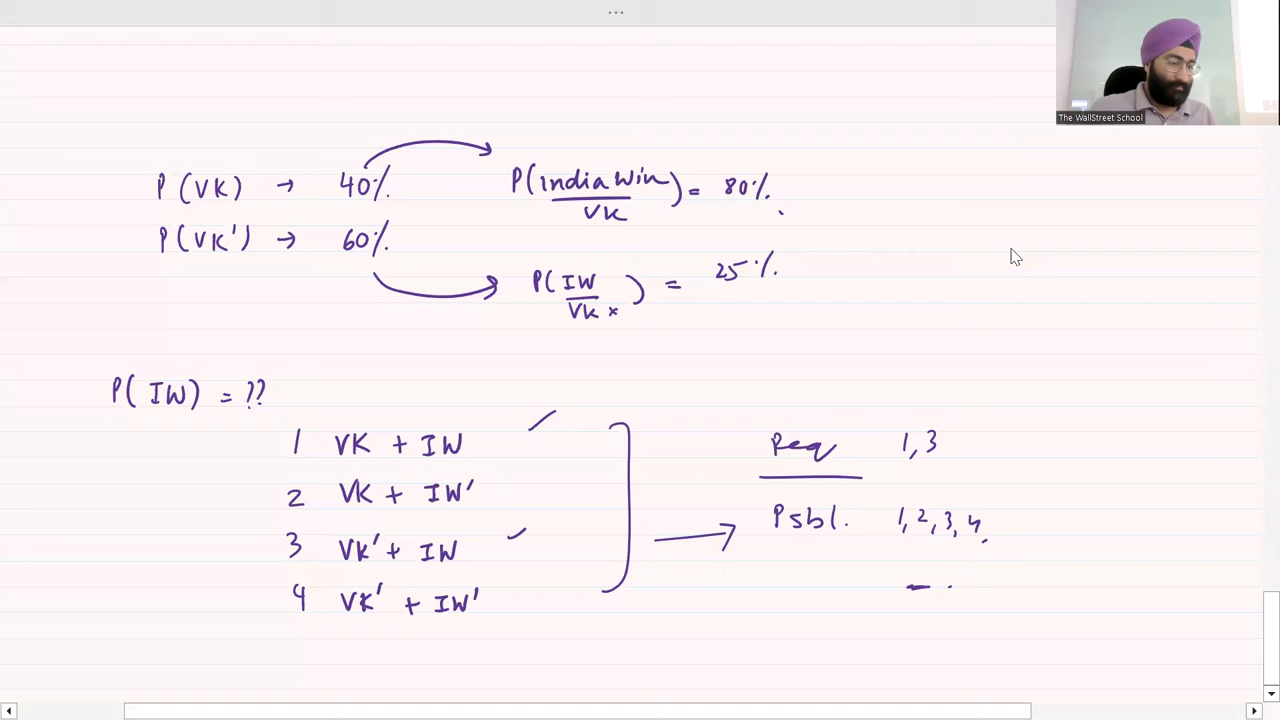 The WallStreet School
P(VK) → 40% P(India Win/VK) = 80%.
P(VK') → 60%
P(IW/VK×) = 25%.
P(IW) = ??
1 VK + IW ✓
2 VK + IW'
3 VK' + IW ✓
4 VK' + IW'
Req 1,3
Psbl. 1,2,3,4.